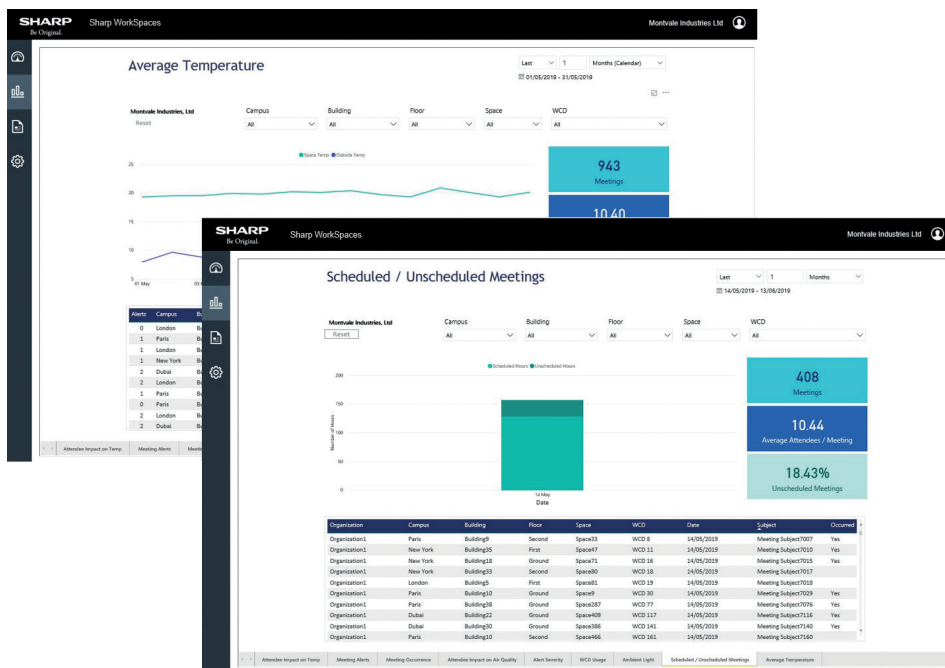 SHARP
Be Original.
Sharp WorkSpaces
Montvale Industries Ltd
Average Temperature
Last 1 Months (Calendar)
01/05/2019 - 31/05/2019
Montvale Industries, Ltd Campus Building Floor Space WCD
Reset All All All All All
Space Temp Outside Temp
25
20
15
10
5
01 May
943
Meetings
10.40
Alerts Campus
0 London
1 Paris
1 London
1 New York
2 Dubai
2 London
1 Paris
0 Paris
2 London
2 Dubai
Attendee Impact on Temp Meeting Alerts
SHARP
Be Original.
Sharp WorkSpaces
Montvale Industries Ltd
Scheduled / Unscheduled Meetings
Last 1 Months
14/05/2019 - 13/06/2019
Montvale Industries, Ltd Campus Building Floor Space WCD
Reset All All All All All
Scheduled Hours Unscheduled Hours
Number of Hours
200
150
100
50
0
14 May
Date
408
Meetings
10.44
Average Attendees / Meeting
18.43%
Unscheduled Meetings
Organization Campus Building Floor Space WCD Date Subject Occurred
Organization1 Paris Building9 Second Space33 WCD 8 14/05/2019 Meeting Subject7007 Yes
Organization1 New York Building35 First Space47 WCD 11 14/05/2019 Meeting Subject7010 Yes
Organization1 New York Building18 Ground Space71 WCD 16 14/05/2019 Meeting Subject7015 Yes
Organization1 New York Building33 Second Space80 WCD 18 14/05/2019 Meeting Subject7017
Organization1 London Building5 First Space81 WCD 19 14/05/2019 Meeting Subject7018
Organization1 Paris Building10 Ground Space9 WCD 30 14/05/2019 Meeting Subject7029 Yes
Organization1 Paris Building38 Ground Space287 WCD 77 14/05/2019 Meeting Subject7076 Yes
Organization1 Dubai Building22 Ground Space409 WCD 117 14/05/2019 Meeting Subject7116 Yes
Organization1 Dubai Building30 Ground Space386 WCD 141 14/05/2019 Meeting Subject7140 Yes
Organization1 Paris Building10 Second Space466 WCD 161 14/05/2019 Meeting Subject7160
Attendee Impact on Temp Meeting Alerts Meeting Occurrence Attendee Impact on Air Quality Alert Severity WCD Usage Ambient Light Scheduled / Unscheduled Meetings Average Temperature